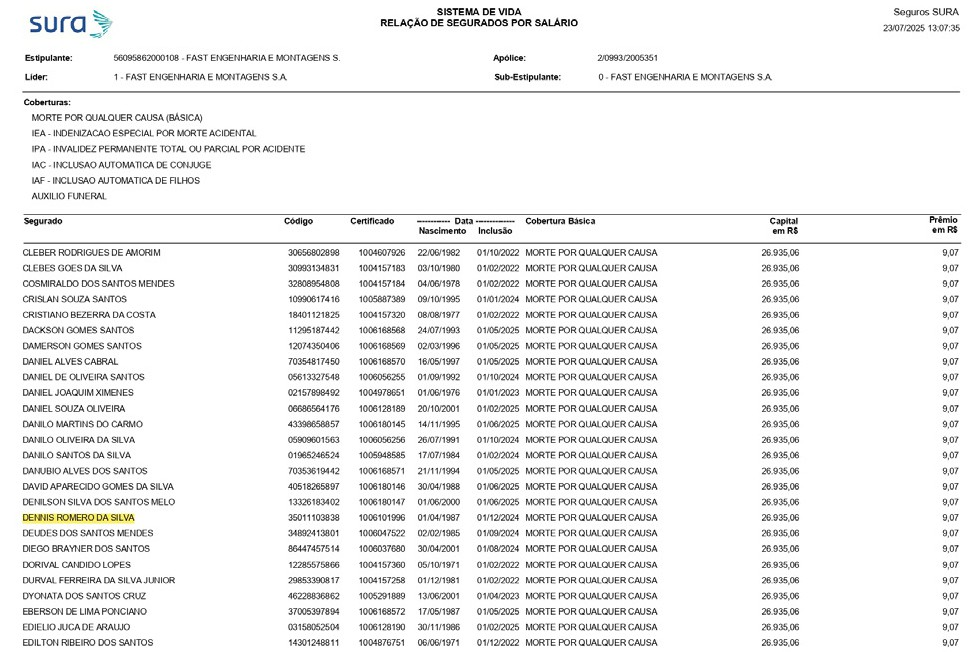 sura
SISTEMA DE VIDA
RELAÇÃO DE SEGURADOS POR SALÁRIO
Seguros SURA
23/07/2025 13:07:35
Estipulante: 56095862000108 - FAST ENGENHARIA E MONTAGENS S. Apólice: 2/0993/2005351
Líder: 1 - FAST ENGENHARIA E MONTAGENS S.A. Sub-Estipulante: 0 - FAST ENGENHARIA E MONTAGENS S.A.
Coberturas:
MORTE POR QUALQUER CAUSA (BÁSICA)
IEA - INDENIZACAO ESPECIAL POR MORTE ACIDENTAL
IPA - INVALIDEZ PERMANENTE TOTAL OU PARCIAL POR ACIDENTE
IAC - INCLUSAO AUTOMATICA DE CONJUGE
IAF - INCLUSAO AUTOMATICA DE FILHOS
AUXILIO FUNERAL
Segurado Código Certificado ------------ Data -------------- Cobertura Básica Capital Prêmio
Nascimento Inclusão em R$ em R$
CLEBER RODRIGUES DE AMORIM 30656802898 1004607926 22/06/1982 01/10/2022 MORTE POR QUALQUER CAUSA 26.935,06 9,07
CLEBES GOES DA SILVA 30993134831 1004157183 03/10/1980 01/02/2022 MORTE POR QUALQUER CAUSA 26.935,06 9,07
COSMIRALDO DOS SANTOS MENDES 32808954808 1004157184 04/06/1978 01/02/2022 MORTE POR QUALQUER CAUSA 26.935,06 9,07
CRISLAN SOUZA SANTOS 10990617416 1005887389 09/10/1995 01/01/2024 MORTE POR QUALQUER CAUSA 26.935,06 9,07
CRISTIANO BEZERRA DA COSTA 18401121825 1004157320 08/08/1977 01/02/2022 MORTE POR QUALQUER CAUSA 26.935,06 9,07
DACKSON GOMES SANTOS 11295187442 1006168568 24/07/1993 01/05/2025 MORTE POR QUALQUER CAUSA 26.935,06 9,07
DAMERSON GOMES SANTOS 12074350406 1006168569 02/03/1996 01/05/2025 MORTE POR QUALQUER CAUSA 26.935,06 9,07
DANIEL ALVES CABRAL 70354817450 1006168570 16/05/1997 01/05/2025 MORTE POR QUALQUER CAUSA 26.935,06 9,07
DANIEL DE OLIVEIRA SANTOS 05613327548 1006056255 01/09/1992 01/10/2024 MORTE POR QUALQUER CAUSA 26.935,06 9,07
DANIEL JOAQUIM XIMENES 02157898492 1004978651 01/06/1976 01/01/2023 MORTE POR QUALQUER CAUSA 26.935,06 9,07
DANIEL SOUZA OLIVEIRA 06686564176 1006128189 20/10/2001 01/02/2025 MORTE POR QUALQUER CAUSA 26.935,06 9,07
DANILO MARTINS DO CARMO 43398658857 1006180145 14/11/1995 01/06/2025 MORTE POR QUALQUER CAUSA 26.935,06 9,07
DANILO OLIVEIRA DA SILVA 05909601563 1006056256 26/07/1991 01/10/2024 MORTE POR QUALQUER CAUSA 26.935,06 9,07
DANILO SANTOS DA SILVA 01965246524 1005948585 17/07/1984 01/02/2024 MORTE POR QUALQUER CAUSA 26.935,06 9,07
DANUBIO ALVES DOS SANTOS 70353619442 1006168571 21/11/1994 01/05/2025 MORTE POR QUALQUER CAUSA 26.935,06 9,07
DAVID APARECIDO GOMES DA SILVA 40518265897 1006180146 30/04/1988 01/06/2025 MORTE POR QUALQUER CAUSA 26.935,06 9,07
DENILSON SILVA DOS SANTOS MELO 13326183402 1006180147 01/06/2000 01/06/2025 MORTE POR QUALQUER CAUSA 26.935,06 9,07
DENNIS ROMERO DA SILVA 35011103838 1006101996 01/04/1987 01/12/2024 MORTE POR QUALQUER CAUSA 26.935,06 9,07
DEUDES DOS SANTOS MENDES 34892413801 1006047522 02/02/1985 01/09/2024 MORTE POR QUALQUER CAUSA 26.935,06 9,07
DIEGO BRAYNER DOS SANTOS 86447457514 1006037680 30/04/2001 01/08/2024 MORTE POR QUALQUER CAUSA 26.935,06 9,07
DORIVAL CANDIDO LOPES 12285575866 1004157360 05/10/1971 01/02/2022 MORTE POR QUALQUER CAUSA 26.935,06 9,07
DURVAL FERREIRA DA SILVA JUNIOR 29853390817 1004157258 01/12/1981 01/02/2022 MORTE POR QUALQUER CAUSA 26.935,06 9,07
DYONATA DOS SANTOS CRUZ 46228836862 1005291889 13/06/2001 01/04/2023 MORTE POR QUALQUER CAUSA 26.935,06 9,07
EBERSON DE LIMA PONCIANO 37005397894 1006168572 17/05/1987 01/05/2025 MORTE POR QUALQUER CAUSA 26.935,06 9,07
EDIELIO JUCA DE ARAUJO 03158052504 1006128190 30/11/1986 01/02/2025 MORTE POR QUALQUER CAUSA 26.935,06 9,07
EDILTON RIBEIRO DOS SANTOS 14301248811 1004876751 06/06/1971 01/12/2022 MORTE POR QUALQUER CAUSA 26.935,06 9,07